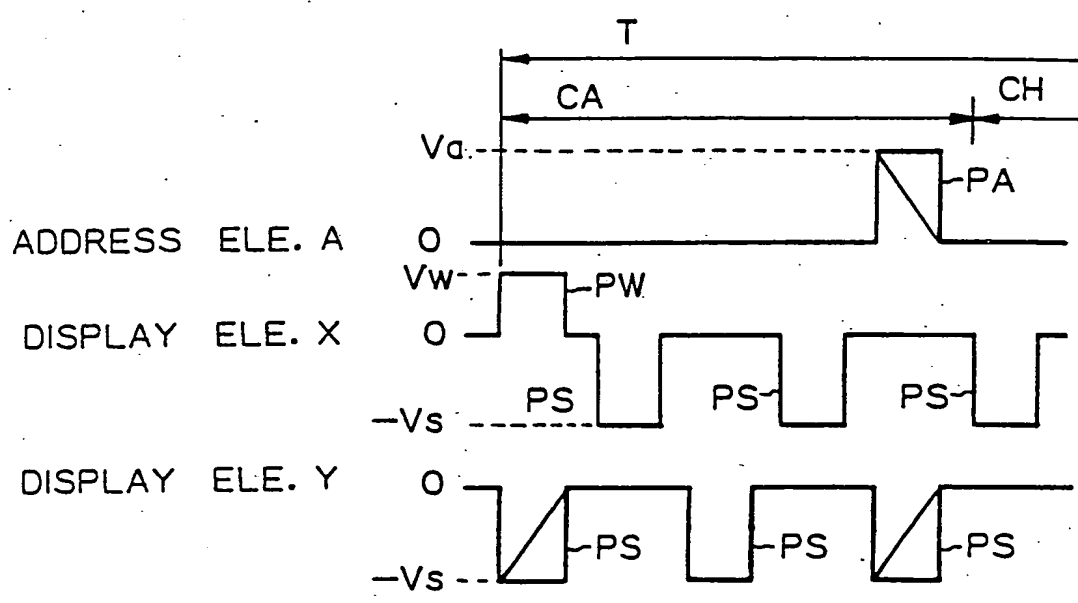 T
CA CH
Va
PA
ADDRESS ELE. A 0
Vw
PW
DISPLAY ELE. X 0
PS PS PS
-Vs
DISPLAY ELE. Y 0
PS PS PS
-Vs